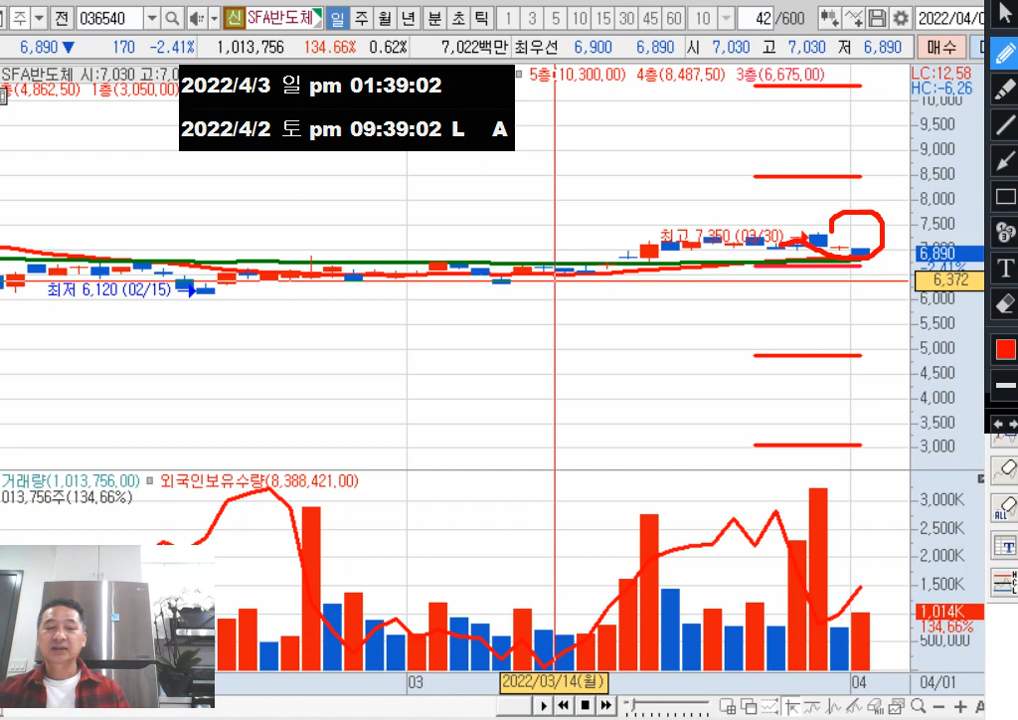 주 전 036540 신 SFA반도체 일 주 월 년 분 초 틱 1 3 5 10 15 30 45 60 10 42 /600 2022/04/0
6,890 ▼ 170 -2.41% 1,013,756 134.66% 0.62% 7,022백만 최우선 6,900 6,890 시 7,030 고 7,030 저 6,890 매수
SFA반도체 시:7,030 고:7,0
5층(10,300,00) 4층(8,487,50) 3층(6,675,00)
층(4,862,50) 1층(3,050,00)
LC:12,58
HC:-6,26
2022/4/3 일 pm 01:39:02
2022/4/2 토 pm 09:39:02 L A
10,000
9,500
9,000
8,500
8,000
7,500
7,000
6,890
-2.41%
6,372
6,000
5,500
5,000
4,500
4,000
3,500
3,000
최고 7,350 (03/30)
최저 6,120 (02/15)
거래량(1,013,756,00) 외국인보유수량(8,388,421,00)
013,756주(134,66%)
3,000K
2,500K
2,000K
1,500K
1,014K
134,66%
500,000
03 2022/03/14(월) 04 04/01
ALL
T
H
C
L
A